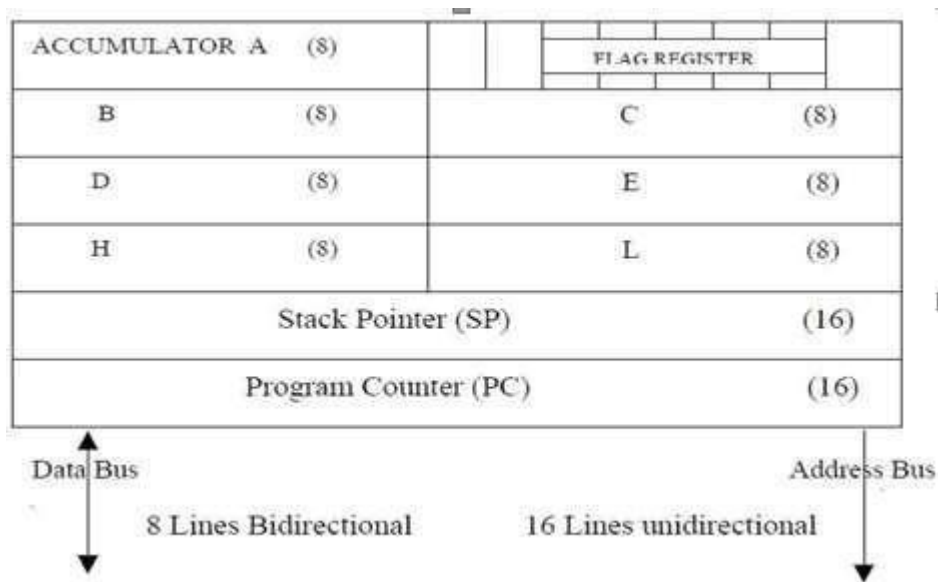 ACCUMULATOR A (8) FLAG REGISTER
B (8) C (8)
D (8) E (8)
H (8) L (8)
Stack Pointer (SP) (16)
Program Counter (PC) (16)
Data Bus Address Bus
8 Lines Bidirectional 16 Lines unidirectional